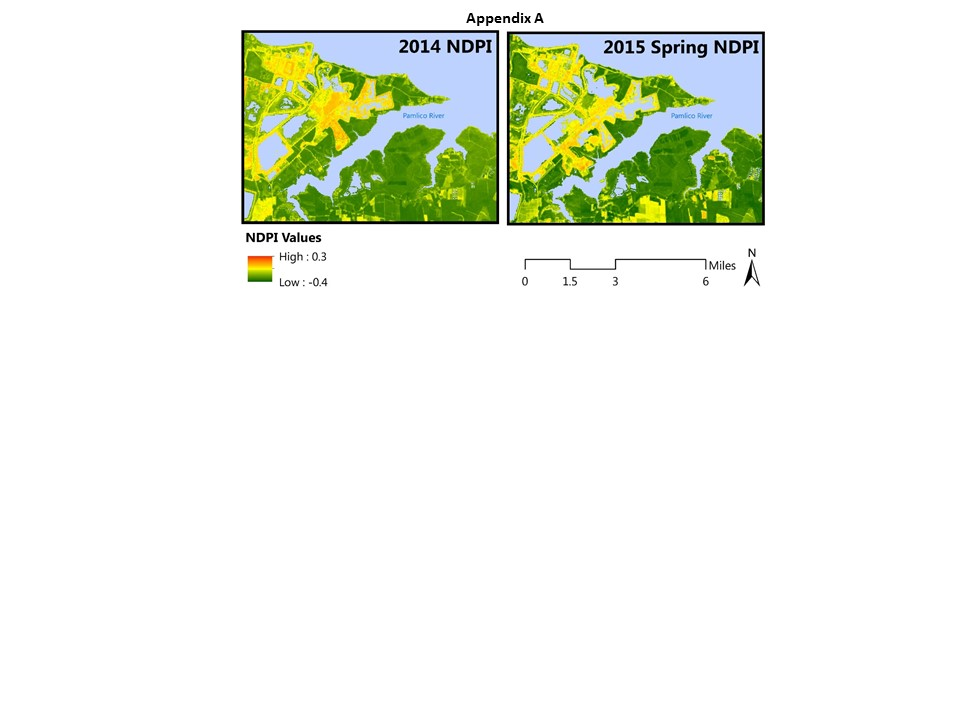 Appendix A
2014 NDPI
2015 Spring NDPI
Pamlico River
Pamlico River
NDPI Values
High : 0.3
Low : -0.4
N
Miles
0 1.5 3 6